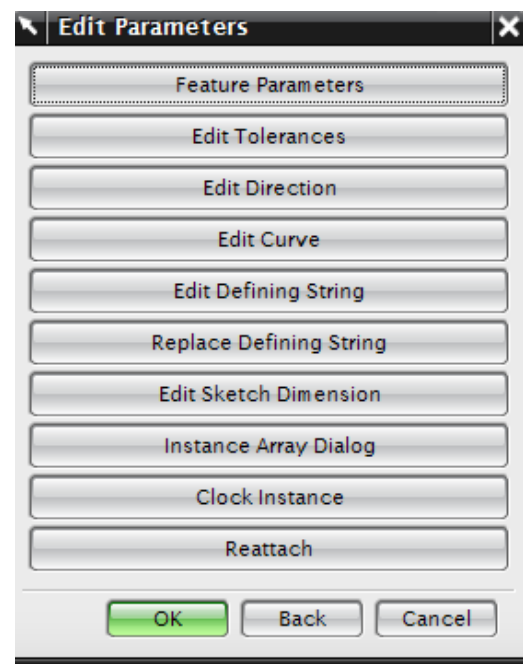 Edit Parameters
Feature Parameters
Edit Tolerances
Edit Direction
Edit Curve
Edit Defining String
Replace Defining String
Edit Sketch Dimension
Instance Array Dialog
Clock Instance
Reattach
OK Back Cancel